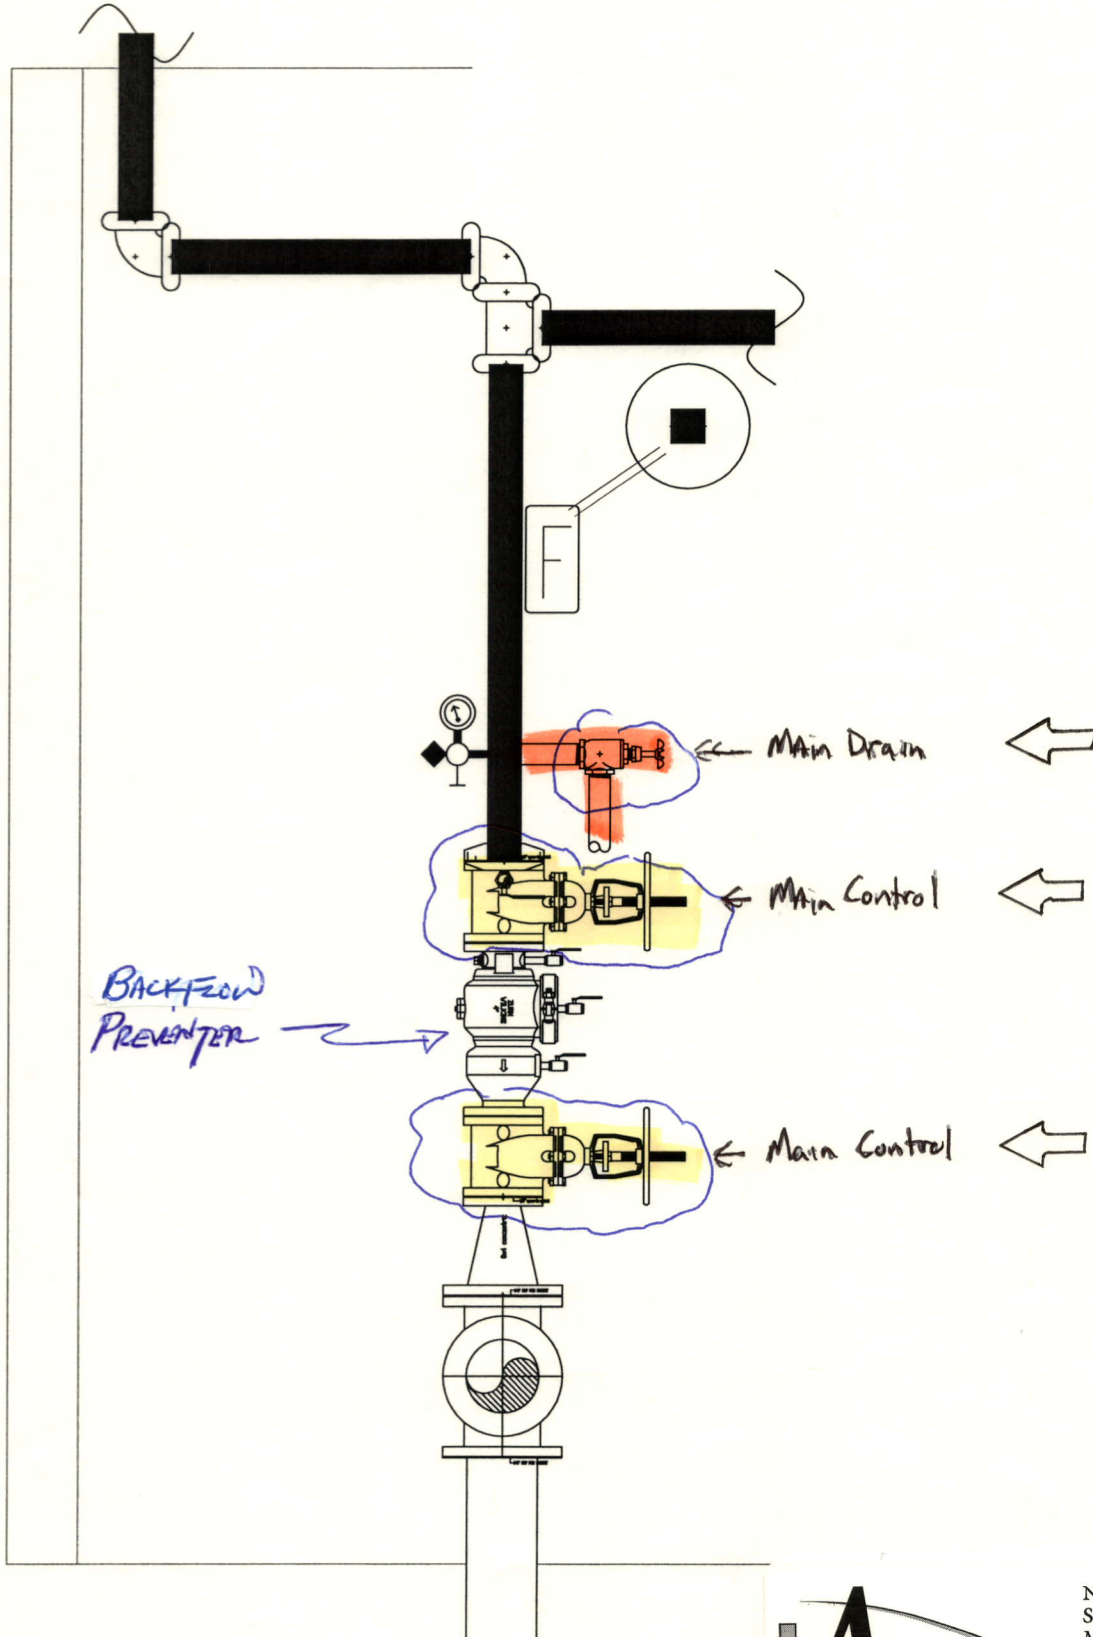 F
Main Drain
Main Control
BACKFLOW
PREVENTER
Main Control
A
N
S